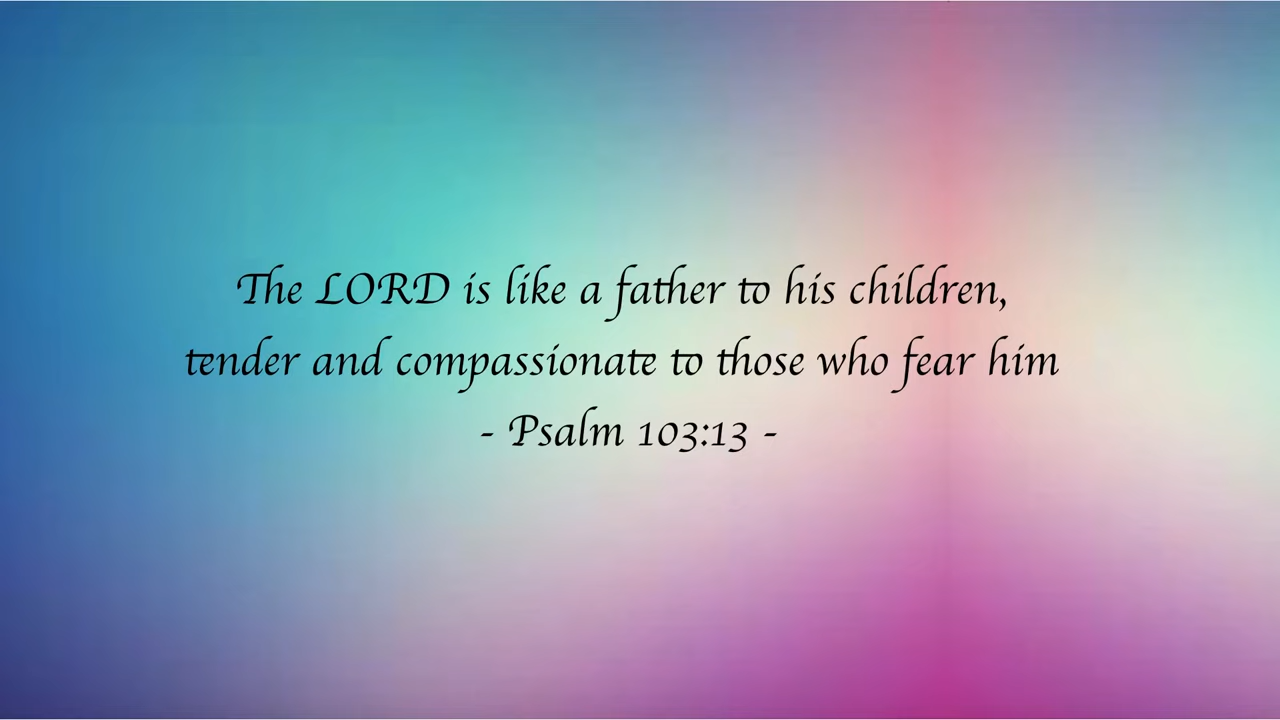 The LORD is like a father to his children,
tender and compassionate to those who fear him
- Psalm 103:13 -